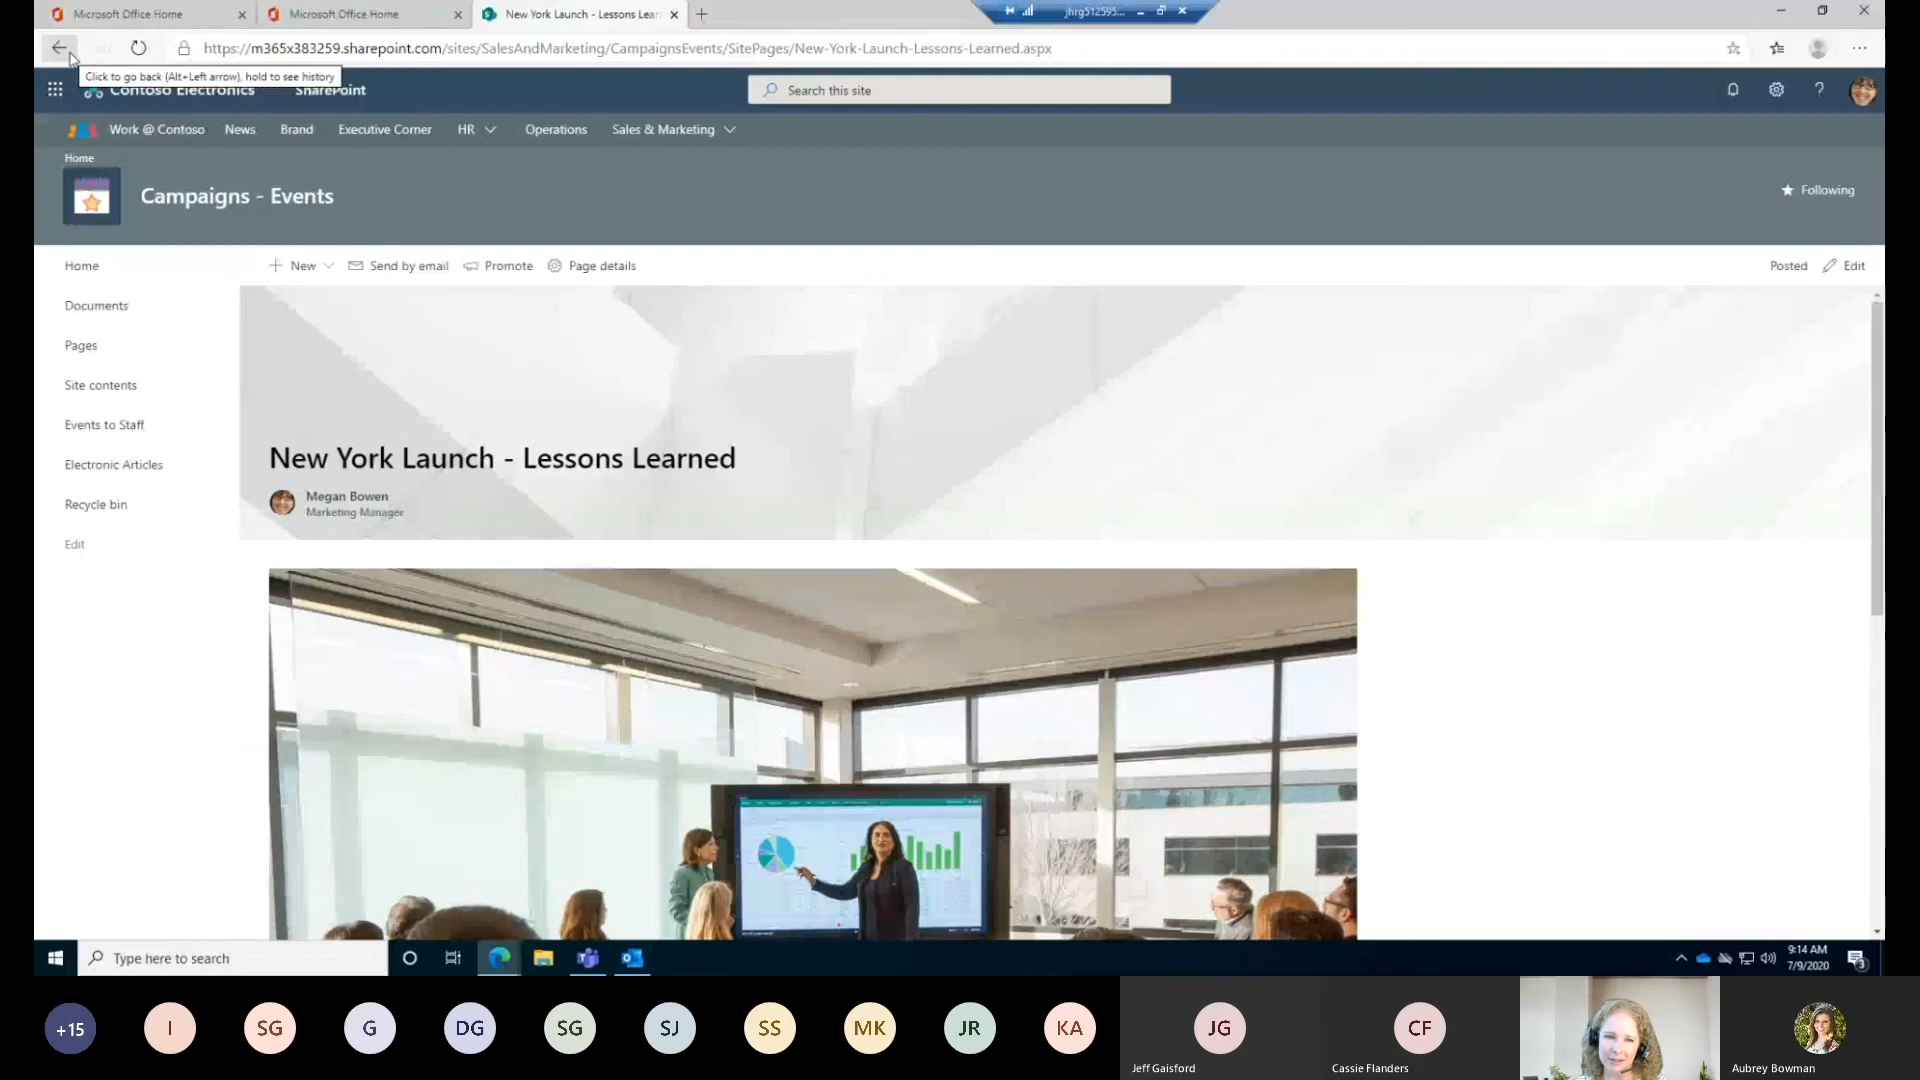 Microsoft Office Home
Microsoft Office Home
New York Launch - Lessons Lear
jhrg512595...
https://m365x383259.sharepoint.com/sites/SalesAndMarketing/CampaignsEvents/SitePages/New-York-Launch-Lessons-Learned.aspx
Click to go back (Alt+Left arrow), hold to see history
Contoso Electronics
SharePoint
Search this site
Work @ Contoso
News
Brand
Executive Corner
HR
Operations
Sales & Marketing
Home
Campaigns - Events
Following
Home
Documents
Pages
Site contents
Events to Staff
Electronic Articles
Recycle bin
Edit
New
Send by email
Promote
Page details
Posted
Edit
New York Launch - Lessons Learned
Megan Bowen
Marketing Manager
Type here to search
9:14 AM
7/9/2020
3
+15
I
SG
G
DG
SG
SJ
SS
MK
JR
KA
JG
Jeff Gaisford
CF
Cassie Flanders
Aubrey Bowman